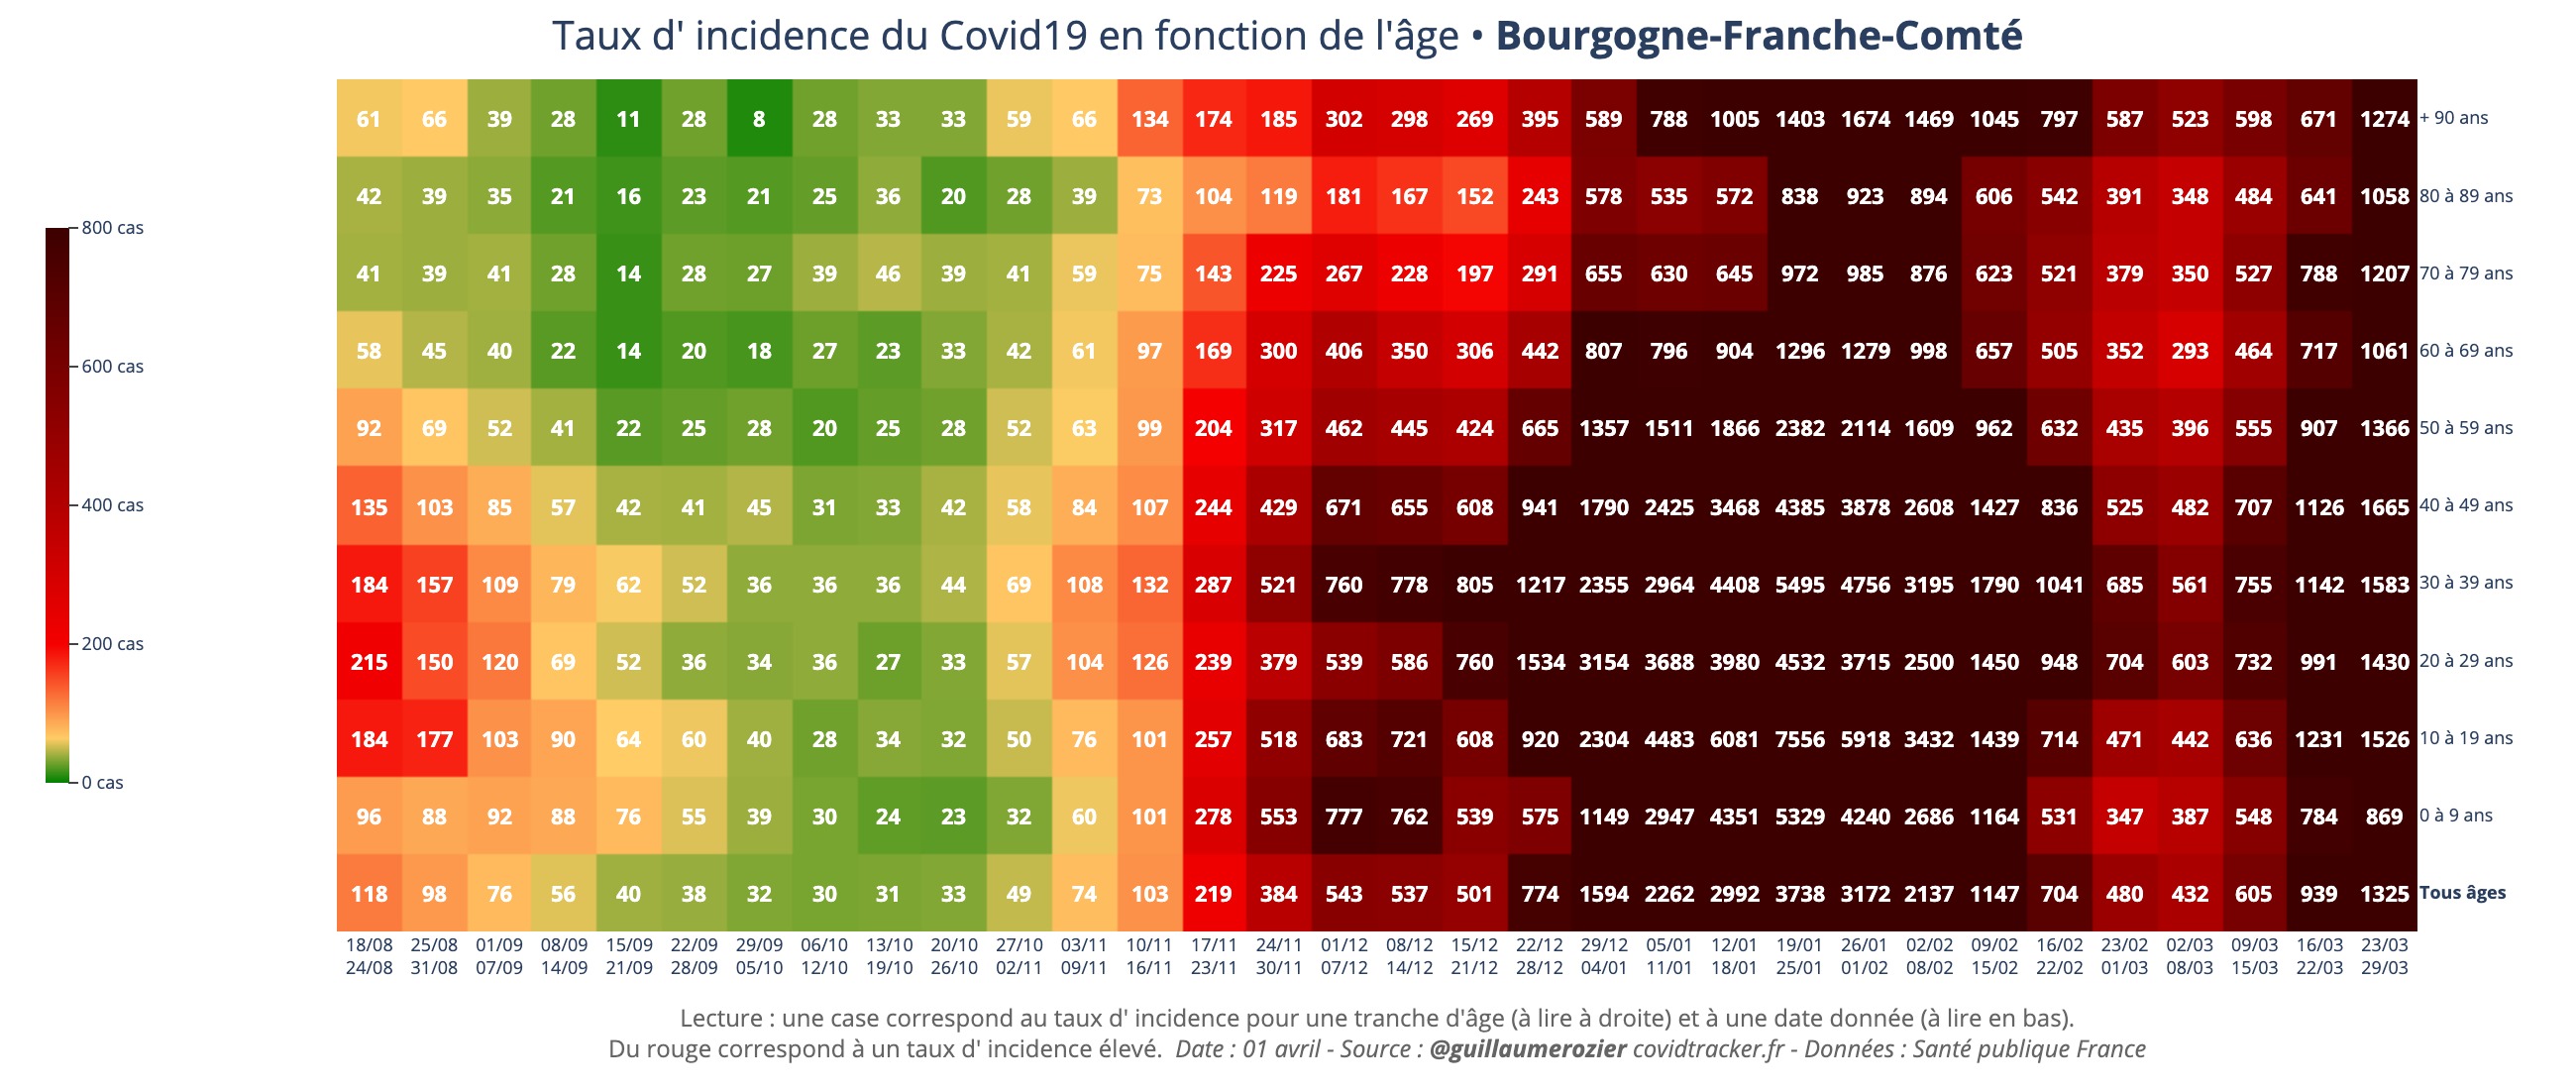 Taux d' incidence du Covid19 en fonction de l'âge • Bourgogne-Franche-Comté
800 cas
600 cas
400 cas
200 cas
0 cas
61 66 39 28 11 28 8 28 33 33 59 66 134 174 185 302 298 269 395 589 788 1005 1403 1674 1469 1045 797 587 523 598 671 1274 + 90 ans
42 39 35 21 16 23 21 25 36 20 28 39 73 104 119 181 167 152 243 578 535 572 838 923 894 606 542 391 348 484 641 1058 80 à 89 ans
41 39 41 28 14 28 27 39 46 39 41 59 75 143 225 267 228 197 291 655 630 645 972 985 876 623 521 379 350 527 788 1207 70 à 79 ans
58 45 40 22 14 20 18 27 23 33 42 61 97 169 300 406 350 306 442 807 796 904 1296 1279 998 657 505 352 293 464 717 1061 60 à 69 ans
92 69 52 41 22 25 28 20 25 28 52 63 99 204 317 462 445 424 665 1357 1511 1866 2382 2114 1609 962 632 435 396 555 907 1366 50 à 59 ans
135 103 85 57 42 41 45 31 33 42 58 84 107 244 429 671 655 608 941 1790 2425 3468 4385 3878 2608 1427 836 525 482 707 1126 1665 40 à 49 ans
184 157 109 79 62 52 36 36 36 44 69 108 132 287 521 760 778 805 1217 2355 2964 4408 5495 4756 3195 1790 1041 685 561 755 1142 1583 30 à 39 ans
215 150 120 69 52 36 34 36 27 33 57 104 126 239 379 539 586 760 1534 3154 3688 3980 4532 3715 2500 1450 948 704 603 732 991 1430 20 à 29 ans
184 177 103 90 64 60 40 28 34 32 50 76 101 257 518 683 721 608 920 2304 4483 6081 7556 5918 3432 1439 714 471 442 636 1231 1526 10 à 19 ans
96 88 92 88 76 55 39 30 24 23 32 60 101 278 553 777 762 539 575 1149 2947 4351 5329 4240 2686 1164 531 347 387 548 784 869 0 à 9 ans
118 98 76 56 40 38 32 30 31 33 49 74 103 219 384 543 537 501 774 1594 2262 2992 3738 3172 2137 1147 704 480 432 605 939 1325 Tous âges
18/08 25/08 01/09 08/09 15/09 22/09 29/09 06/10 13/10 20/10 27/10 03/11 10/11 17/11 24/11 01/12 08/12 15/12 22/12 29/12 05/01 12/01 19/01 26/01 02/02 09/02 16/02 23/02 02/03 09/03 16/03 23/03
24/08 31/08 07/09 14/09 21/09 28/09 05/10 12/10 19/10 26/10 02/11 09/11 16/11 23/11 30/11 07/12 14/12 21/12 28/12 04/01 11/01 18/01 25/01 01/02 08/02 15/02 22/02 01/03 08/03 15/03 22/03 29/03
Lecture : une case correspond au taux d' incidence pour une tranche d'âge (à lire à droite) et à une date donnée (à lire en bas).
Du rouge correspond à un taux d' incidence élevé. Date : 01 avril - Source : @guillaumerozier covidtracker.fr - Données : Santé publique France